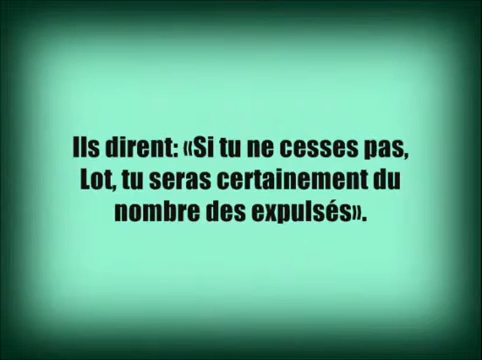 Ils dirent: «Si tu ne cesses pas,
Lot, tu seras certainement du
nombre des expulsés».